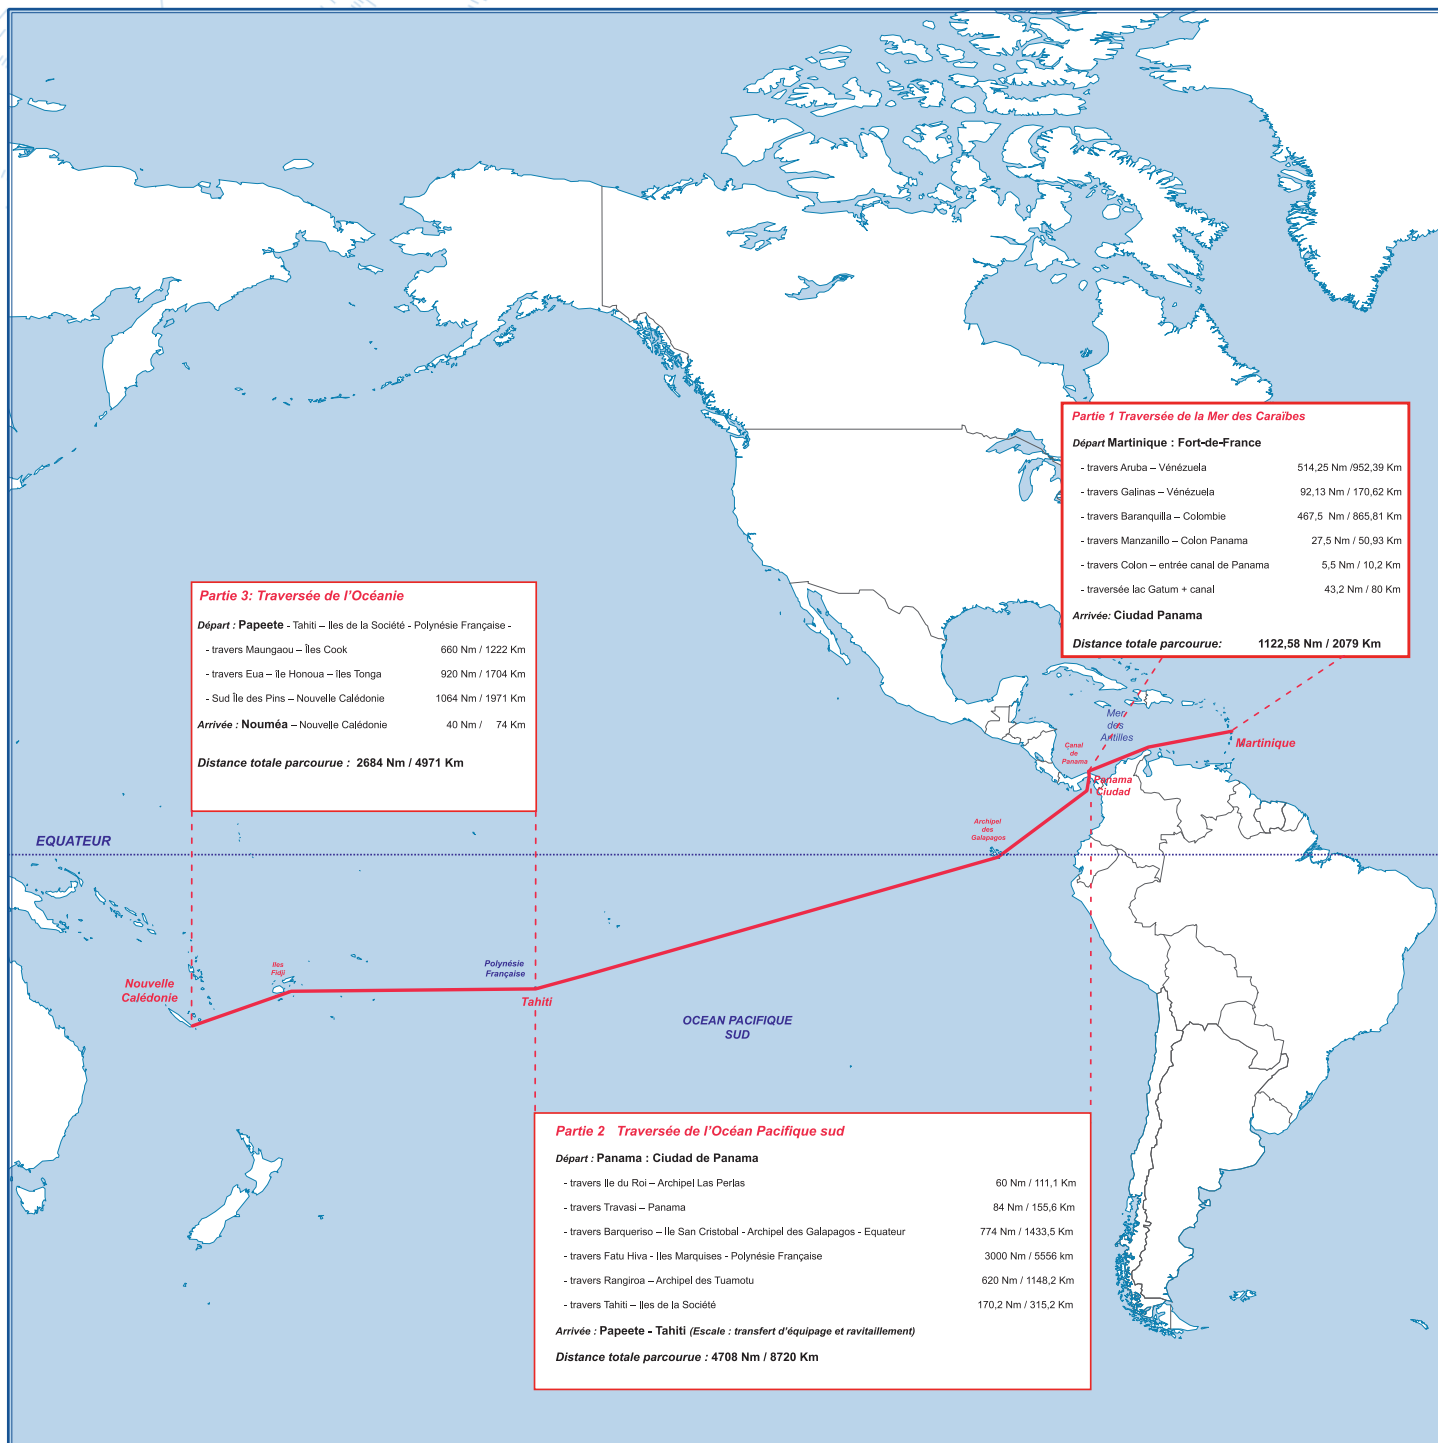 Partie 1 Traversée de la Mer des Caraïbes
Départ Martinique : Fort-de-France
- travers Aruba – Vénézuela 514,25 Nm /952,39 Km
- travers Galinas – Vénézuela 92,13 Nm / 170,62 Km
- travers Baranquilla – Colombie 467,5 Nm / 865,81 Km
- travers Manzanillo – Colon Panama 27,5 Nm / 50,93 Km
- travers Colon – entrée canal de Panama 5,5 Nm / 10,2 Km
- traversée lac Gatum + canal 43,2 Nm / 80 Km
Arrivée: Ciudad Panama
Distance totale parcourue: 1122,58 Nm / 2079 Km
Partie 3: Traversée de l'Océanie
Départ : Papeete - Tahiti – Iles de la Société - Polynésie Française -
- travers Maungaou – Îles Cook 660 Nm / 1222 Km
- travers Eua – île Honoua – Iles Tonga 920 Nm / 1704 Km
- Sud Île des Pins – Nouvelle Calédonie 1064 Nm / 1971 Km
Arrivée : Nouméa – Nouvelle Calédonie 40 Nm / 74 Km
Distance totale parcourue : 2684 Nm / 4971 Km
Mer
des
Antilles
Canal
de
Panama
Martinique
Panama
Ciudad
Archipel
des
Galapagos
EQUATEUR
Nouvelle
Calédonie
Iles
Fidji
Polynésie
Française
Tahiti
OCEAN PACIFIQUE
SUD
Partie 2 Traversée de l'Océan Pacifique sud
Départ : Panama : Ciudad de Panama
- travers Ile du Roi – Archipel Las Perlas 60 Nm / 111,1 Km
- travers Travasi – Panama 84 Nm / 155,6 Km
- travers Barqueriso – Ile San Cristobal - Archipel des Galapagos - Equateur 774 Nm / 1433,5 Km
- travers Fatu Hiva - Iles Marquises - Polynésie Française 3000 Nm / 5556 km
- travers Rangiroa – Archipel des Tuamotu 620 Nm / 1148,2 Km
- travers Tahiti – Iles de la Société 170,2 Nm / 315,2 Km
Arrivée : Papeete - Tahiti (Escale : transfert d'équipage et ravitaillement)
Distance totale parcourue : 4708 Nm / 8720 Km